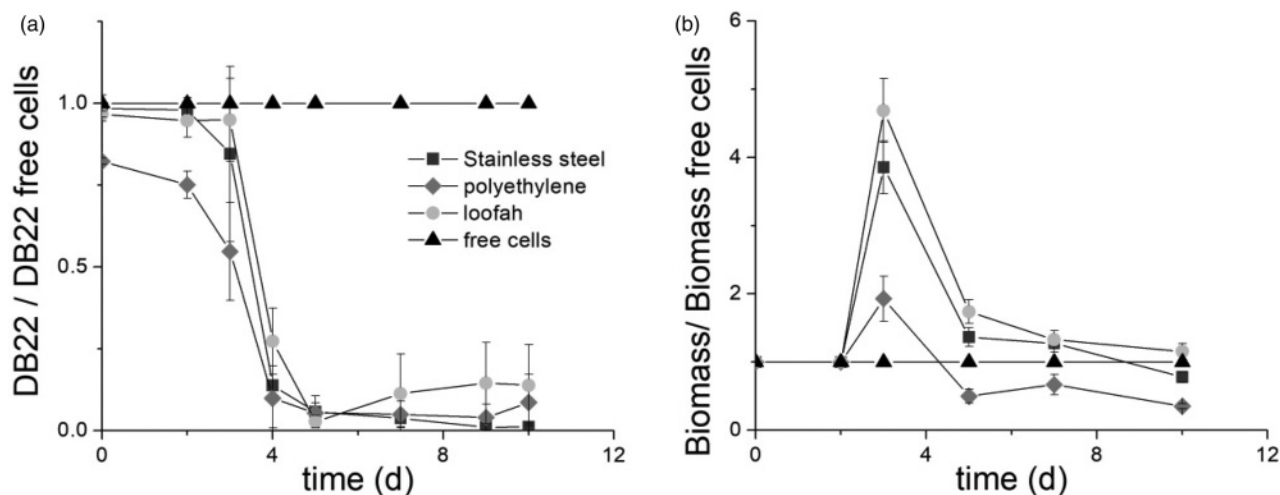 (a)
DB22 / DB22 free cells
1.0
0.5
0.0
0
4
8
12
time (d)
Stainless steel
polyethylene
loofah
free cells
(b)
Biomass/ Biomass free cells
6
4
2
0
0
4
8
12
time (d)